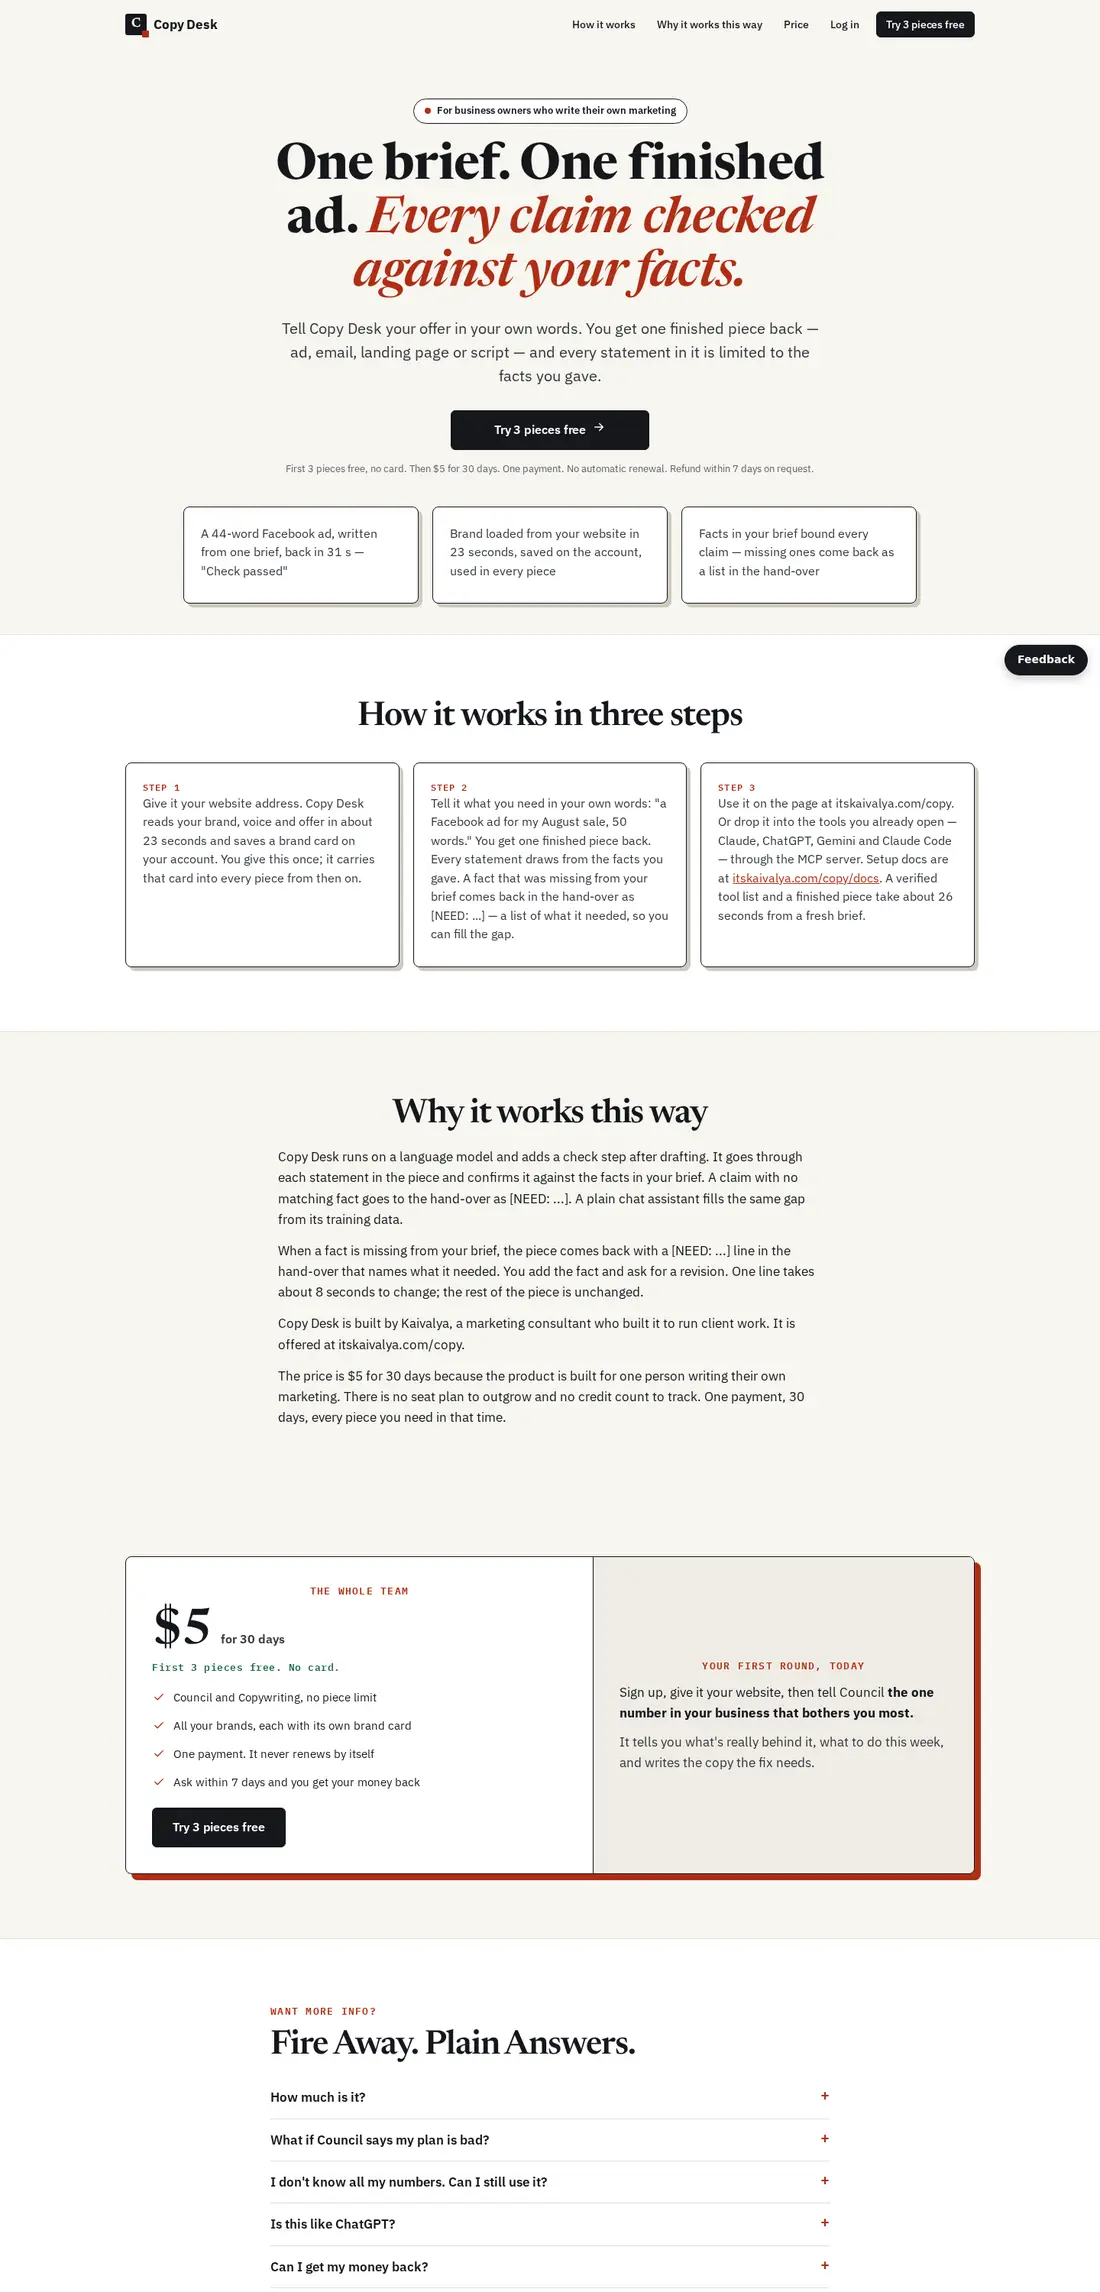 C Copy Desk
How it works
Why it works this way
Price
Log in
Try 3 pieces free
For business owners who write their own marketing
One brief. One finished
ad. Every claim checked
against your facts.
Tell Copy Desk your offer in your own words. You get one finished piece back —
ad, email, landing page or script — and every statement in it is limited to the
facts you gave.
Try 3 pieces free →
First 3 pieces free, no card. Then $5 for 30 days. One payment. No automatic renewal. Refund within 7 days on request.
A 44-word Facebook ad, written
from one brief, back in 31 s —
"Check passed"
Brand loaded from your website in
23 seconds, saved on the account,
used in every piece
Facts in your brief bound every
claim — missing ones come back as
a list in the hand-over
Feedback
How it works in three steps
STEP 1
Give it your website address. Copy Desk
reads your brand, voice and offer in about
23 seconds and saves a brand card on
your account. You give this once; it carries
that card into every piece from then on.
STEP 2
Tell it what you need in your own words: "a
Facebook ad for my August sale, 50
words." You get one finished piece back.
Every statement draws from the facts you
gave. A fact that was missing from your
brief comes back in the hand-over as
[NEED: ...] — a list of what it needed, so you
can fill the gap.
STEP 3
Use it on the page at itskaivalya.com/copy.
Or drop it into the tools you already open —
Claude, ChatGPT, Gemini and Claude Code
— through the MCP server. Setup docs are
at itskaivalya.com/copy/docs. A verified
tool list and a finished piece take about 26
seconds from a fresh brief.
Why it works this way
Copy Desk runs on a language model and adds a check step after drafting. It goes through
each statement in the piece and confirms it against the facts in your brief. A claim with no
matching fact goes to the hand-over as [NEED: ...]. A plain chat assistant fills the same gap
from its training data.
When a fact is missing from your brief, the piece comes back with a [NEED: ...] line in the
hand-over that names what it needed. You add the fact and ask for a revision. One line takes
about 8 seconds to change; the rest of the piece is unchanged.
Copy Desk is built by Kaivalya, a marketing consultant who built it to run client work. It is
offered at itskaivalya.com/copy.
The price is $5 for 30 days because the product is built for one person writing their own
marketing. There is no seat plan to outgrow and no credit count to track. One payment, 30
days, every piece you need in that time.
THE WHOLE TEAM
$5 for 30 days
First 3 pieces free. No card.
Council and Copywriting, no piece limit
All your brands, each with its own brand card
One payment. It never renews by itself
Ask within 7 days and you get your money back
Try 3 pieces free
YOUR FIRST ROUND, TODAY
Sign up, give it your website, then tell Council the one
number in your business that bothers you most.
It tells you what's really behind it, what to do this week,
and writes the copy the fix needs.
WANT MORE INFO?
Fire Away. Plain Answers.
How much is it? +
What if Council says my plan is bad? +
I don't know all my numbers. Can I still use it? +
Is this like ChatGPT? +
Can I get my money back? +